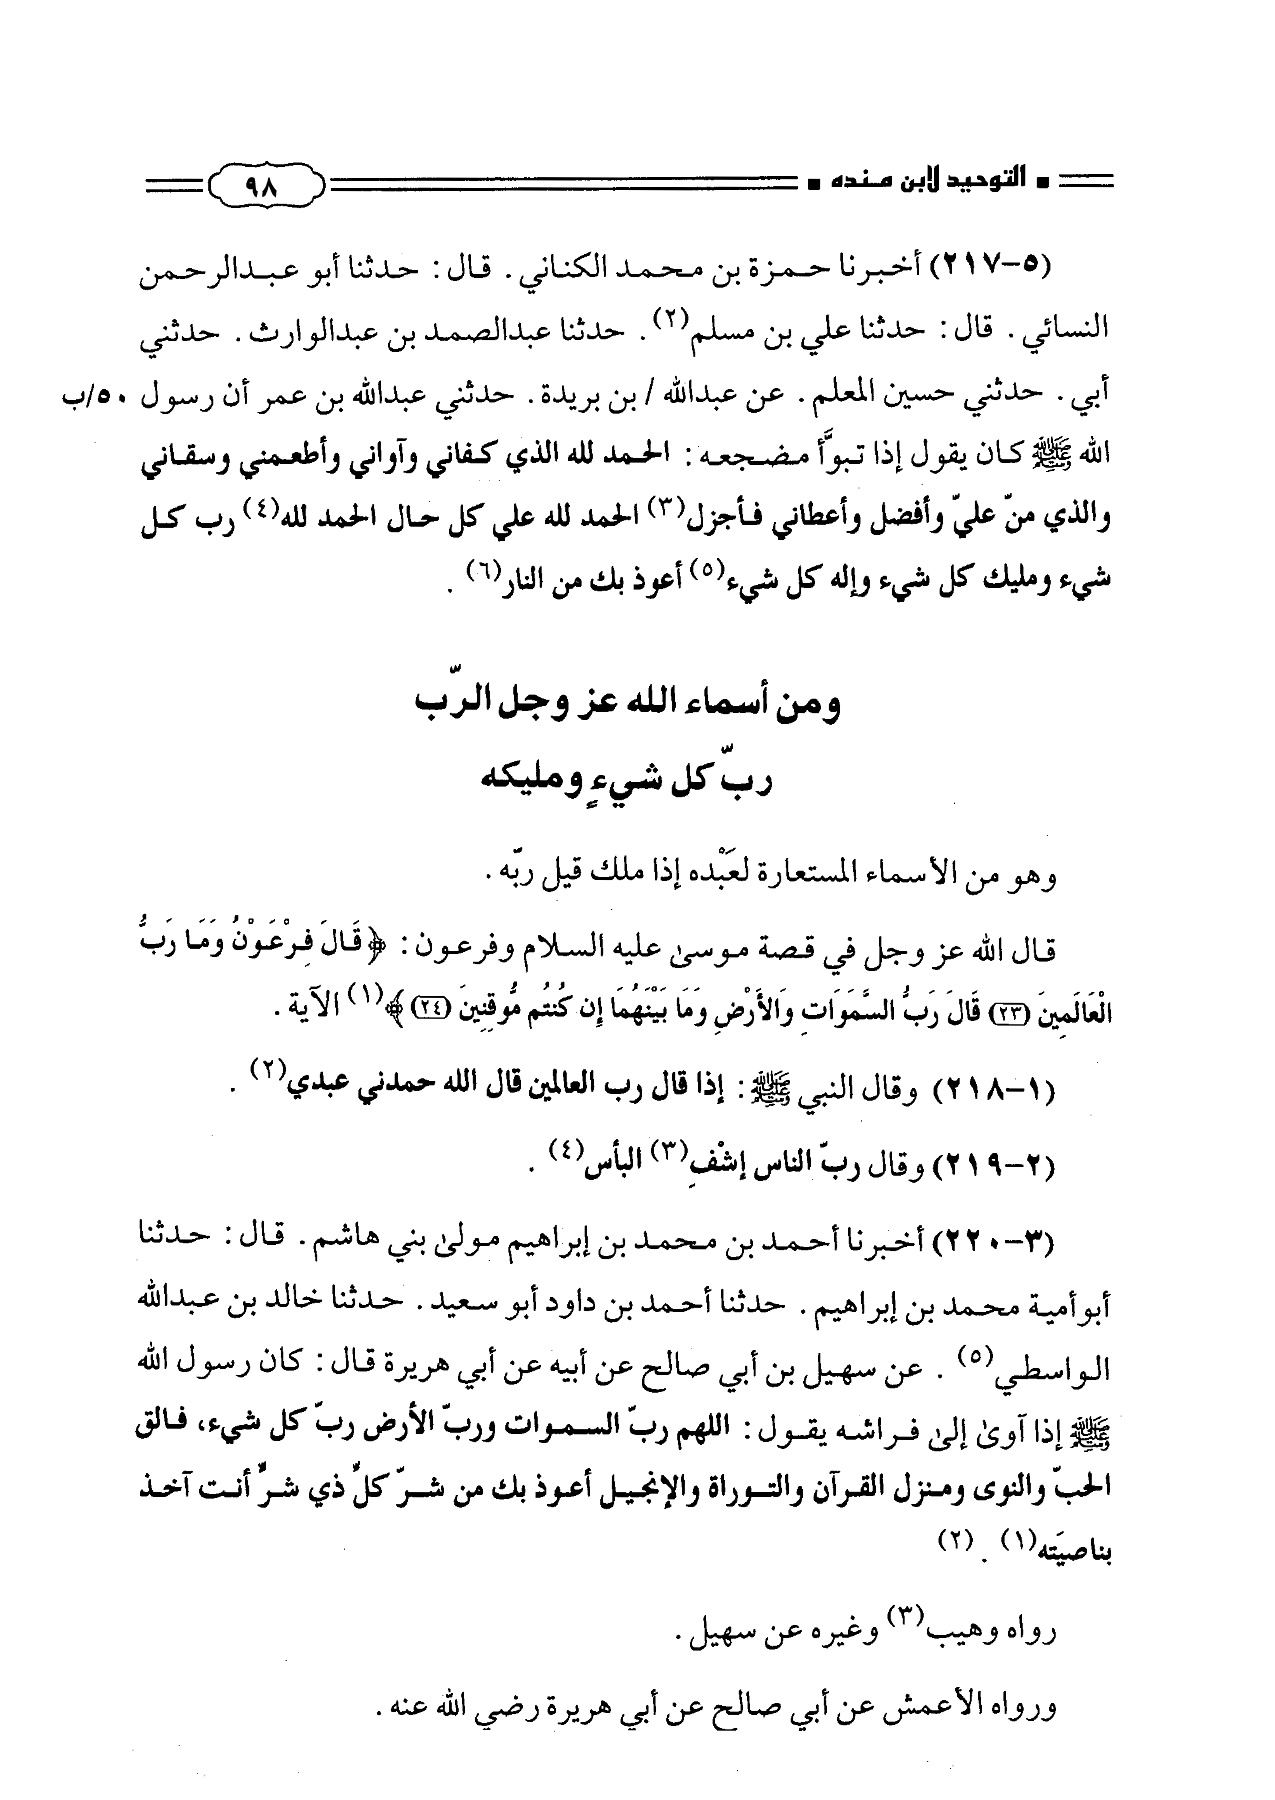 التوحيد لابن منده
٩٨
(٥-٢١٧) أخبرنا حمزة بن محمد الكناني. قال: حدثنا أبو عبدالرحمن
النسائي. قال: حدثنا علي بن مسلم(٢). حدثنا عبدالصمد بن عبدالوارث. حدثني
أبي. حدثني حسين المعلم. عن عبدالله / بن بريدة. حدثني عبدالله بن عمر أن رسول ٥٠/ب
الله ﷺ كان يقول إذا تبوَّأ مضجعه: الحمد لله الذي كفاني وآواني وأطعمني وسقاني
والذي منّ عليّ وأفضل وأعطاني فأجزل(٣) الحمد لله علي كل حال الحمد لله(٤) رب كل
شيء ومليك كل شيء وإله كل شيء(٥) أعوذ بك من النار(٦).
ومن أسماء الله عز وجل الرّب
ربّ كل شيءٍ ومليكه
وهو من الأسماء المستعارة لعَبْده إذا ملك قيل ربّه.
قال الله عز وجل في قصة موسىٰ عليه السلام وفرعون: ﴿قَالَ فِرْعَوْنُ وَمَا رَبُّ
الْعَالَمِينَ (٢٣) قَالَ رَبُّ السَّمَوَاتِ وَالأَرْضِ وَمَا بَيْنَهُمَا إِن كُنتُم مُّوقِنِينَ (٢٤)﴾(١) الآية.
(١-٢١٨) وقال النبي ﷺ: إذا قال رب العالمين قال الله حمدني عبدي(٢).
(٢-٢١٩) وقال ربّ الناس إشْفِ(٣) البأس(٤).
(٣-٢٢٠) أخبرنا أحمد بن محمد بن إبراهيم مولىٰ بني هاشم. قال: حدثنا
أبوأمية محمد بن إبراهيم. حدثنا أحمد بن داود أبو سعيد. حدثنا خالد بن عبدالله
الواسطي(٥). عن سهيل بن أبي صالح عن أبيه عن أبي هريرة قال: كان رسول الله
ﷺ إذا آوىٰ إلىٰ فراشه يقول: اللهم ربّ السموات وربّ الأرض ربّ كل شيء، فالق
الحبّ والنوى ومنزل القرآن والتوراة والإنجيل أعوذ بك من شرّ كلِّ ذي شرٍّ أنت آخذ
بناصيَته(١). (٢)
رواه وهيب(٣) وغيره عن سهيل.
ورواه الأعمش عن أبي صالح عن أبي هريرة رضي الله عنه.